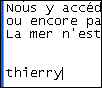 Nous y accéd
ou encore pa
La mer n'est
thierry